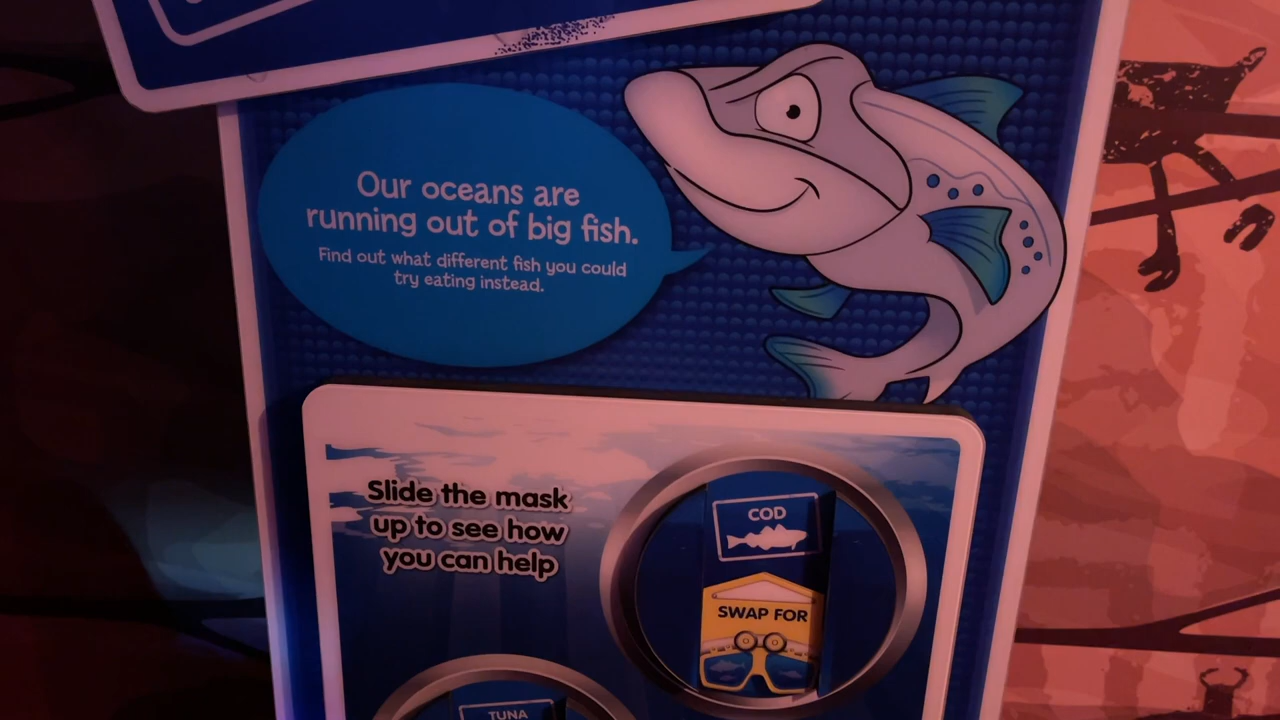 Our oceans are
running out of big fish.
Find out what different fish you could
try eating instead.
Slide the mask
up to see how
you can help
COD
SWAP FOR
TUNA